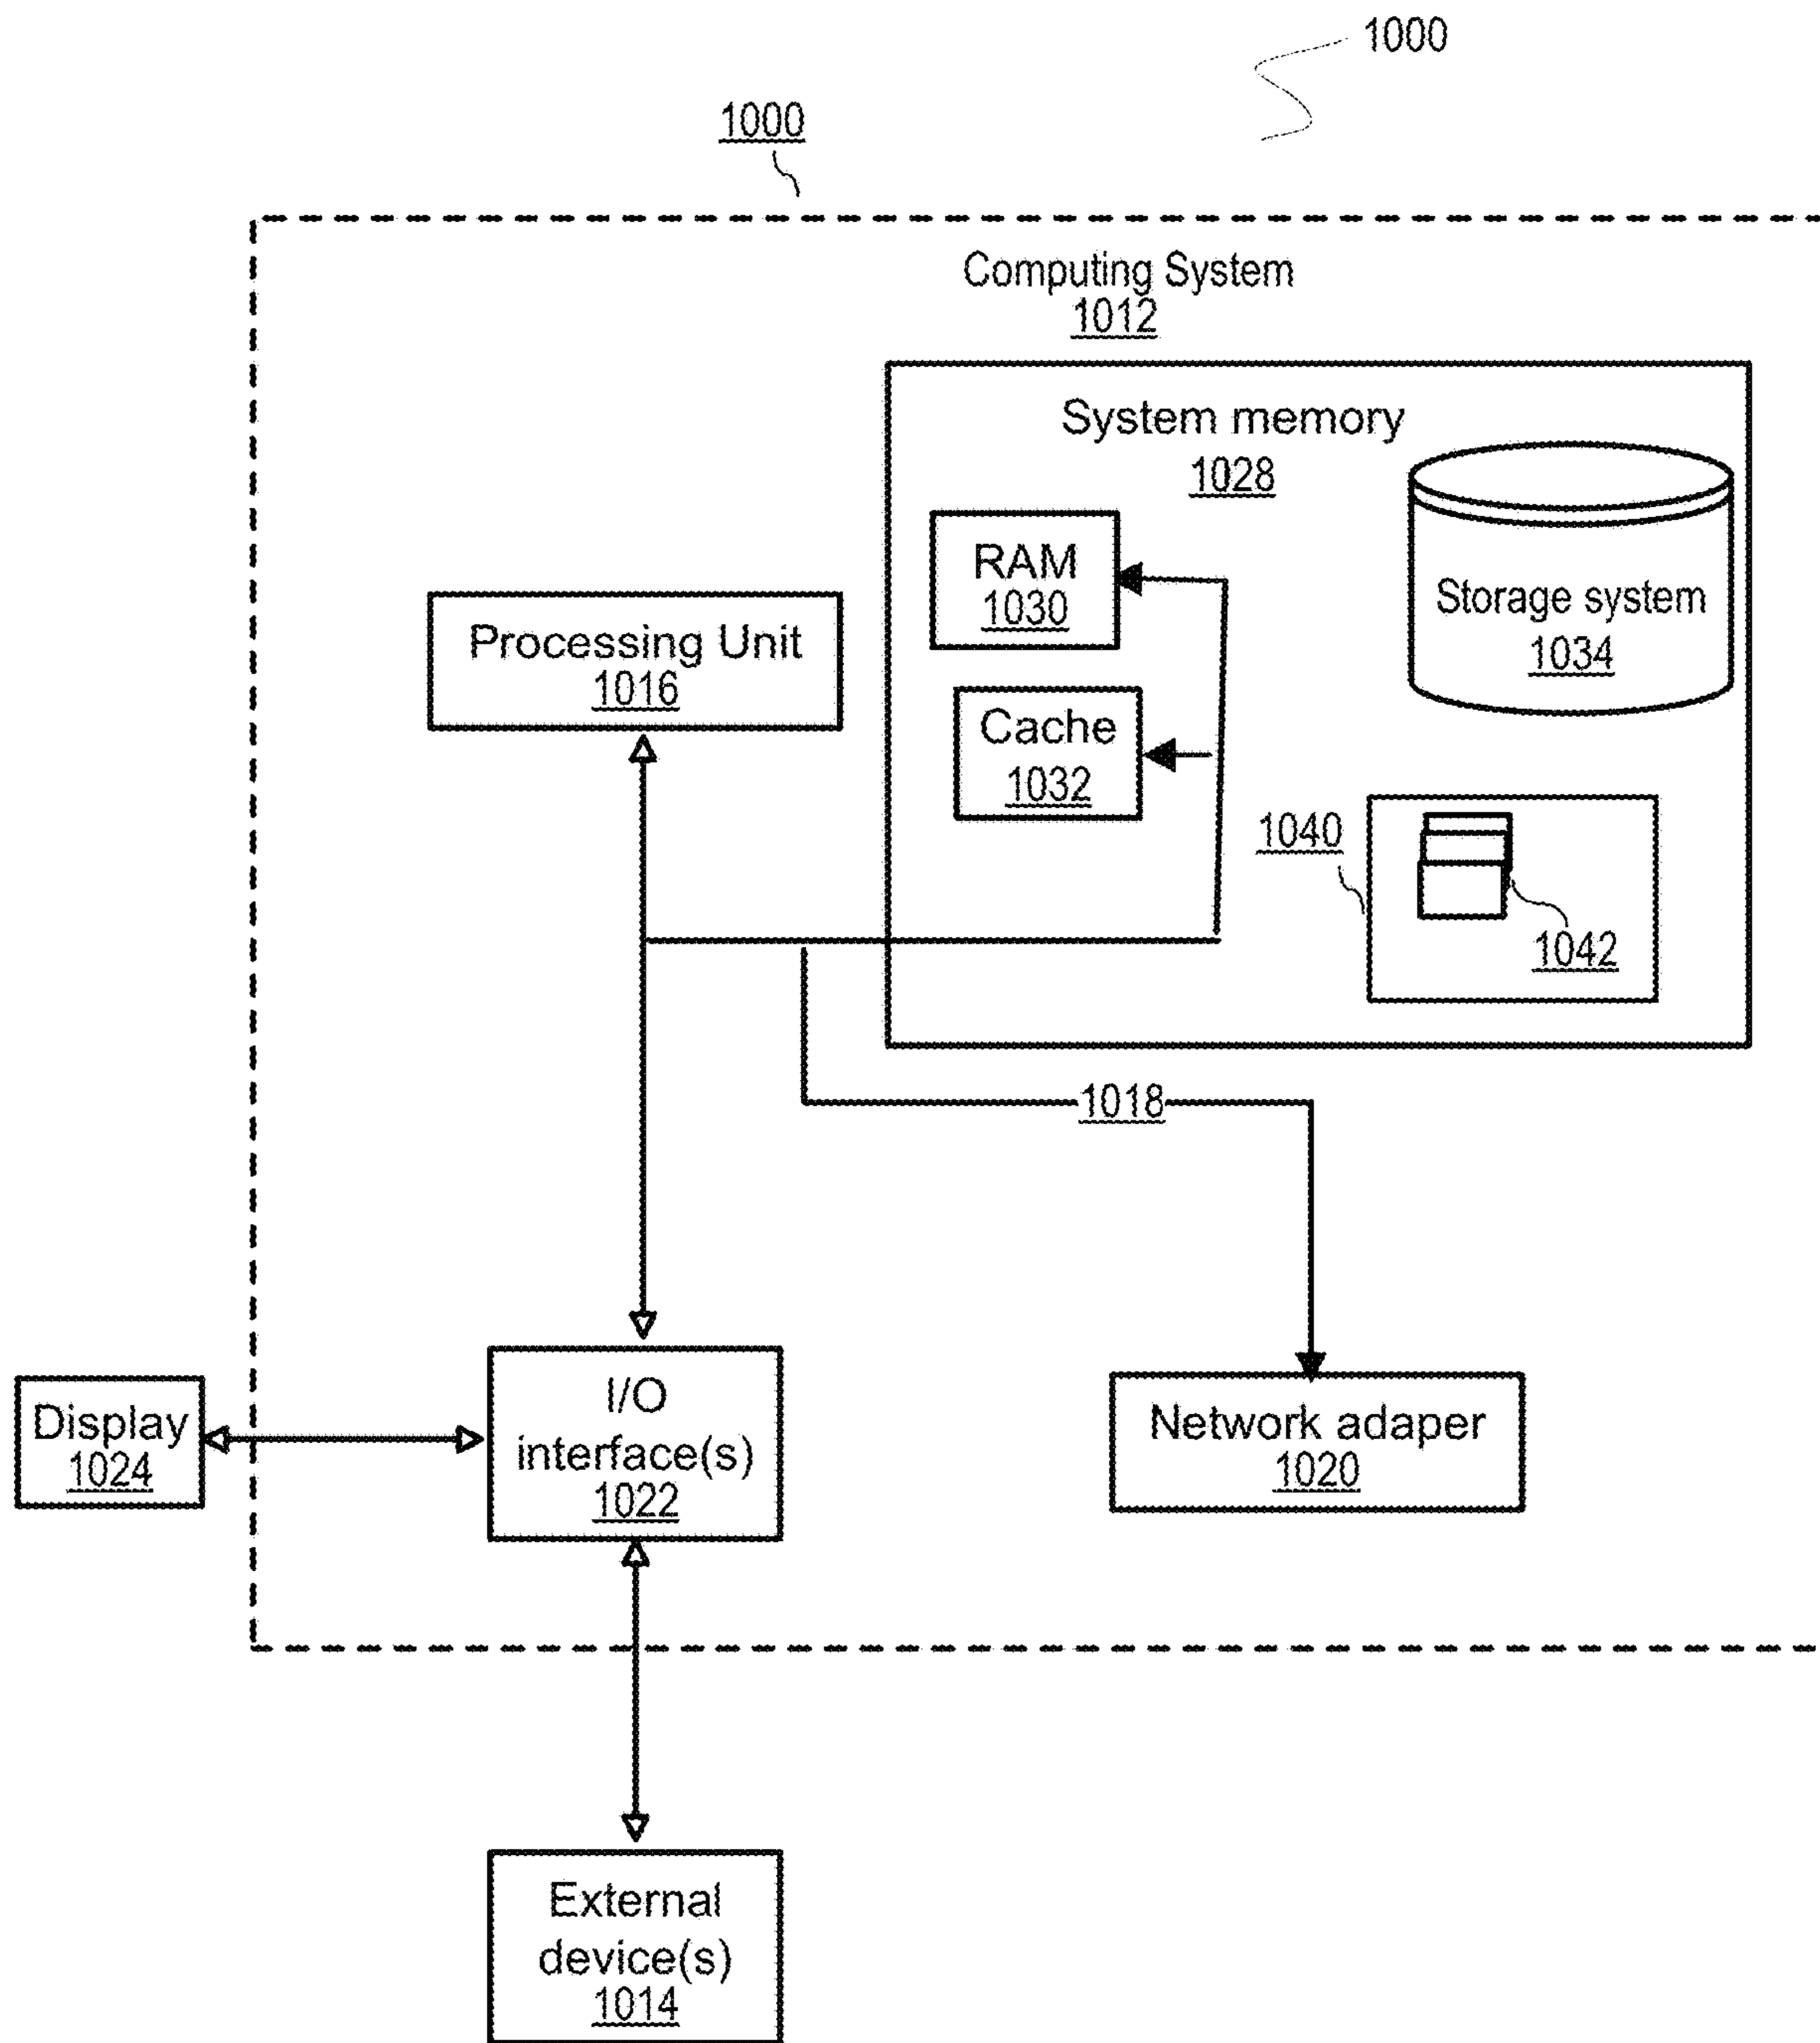 1000
1000
Computing System
1012
System memory
1028
RAM
1030
Storage system
1034
Processing Unit
1016
Cache
1032
1040
1042
1018
Display
1024
I/O
interface(s)
1022
Network adaper
1020
External
device(s)
1014